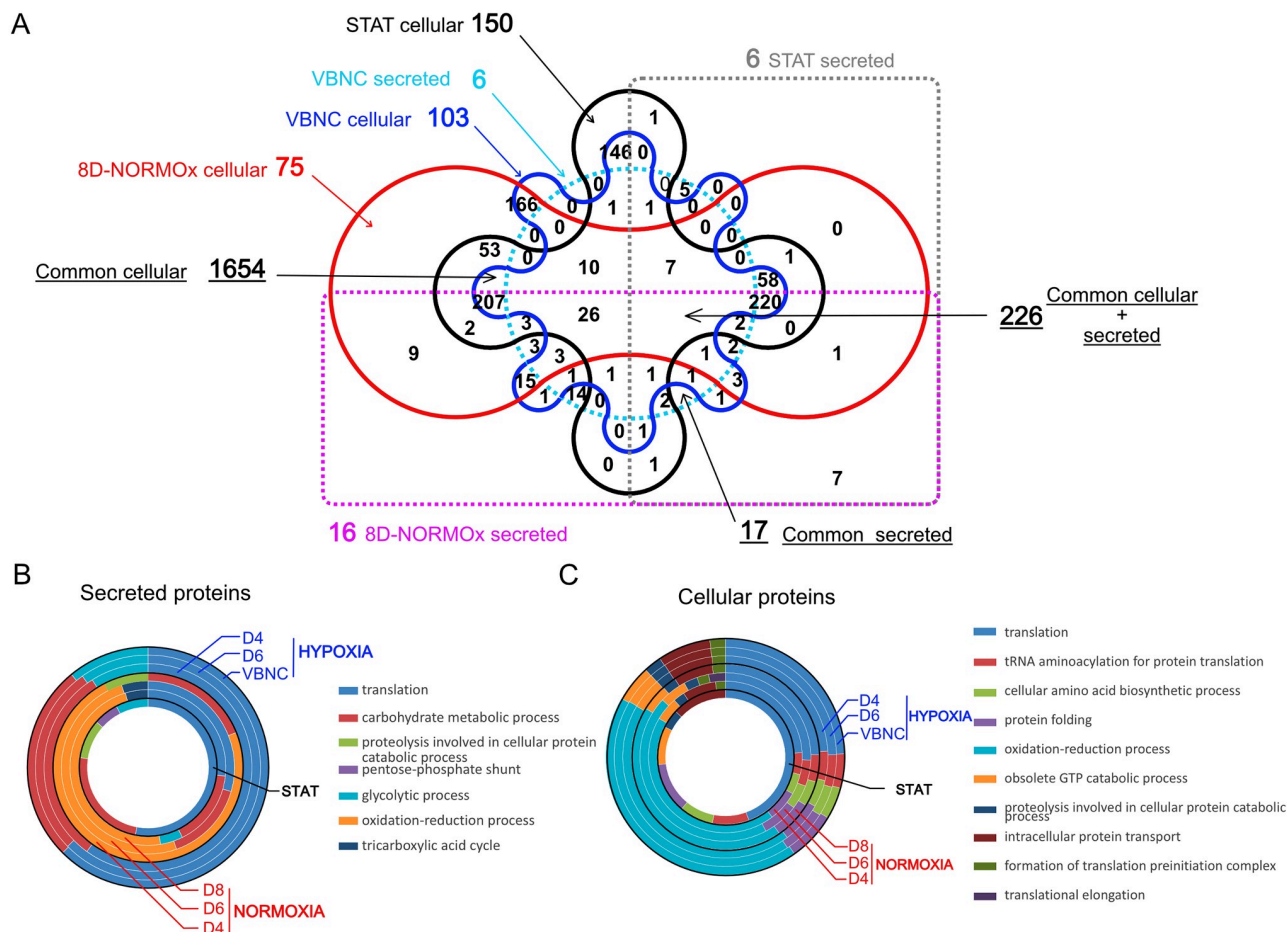 A
STAT cellular 150
6 STAT secreted
VBNC secreted 6
VBNC cellular 103
8D-NORMOx cellular 75
1
146 0
0 0 5 0
166 0 1 1 0 0
0 0 0
0 0
53 0 0 1
10 7 58
Common cellular 1654
207 220
26
226 Common cellular
+
secreted
2 3 2 0
9 3 3 1 2 1
15 1 1 1 1 3
1 14 0 2 1
0 1
0 1
7
16 8D-NORMOx secreted
17 Common secreted
B
Secreted proteins
D4
D6
VBNC
HYPOXIA
STAT
D8
D6
D4
NORMOXIA
translation
carbohydrate metabolic process
proteolysis involved in cellular protein
catabolic process
pentose-phosphate shunt
glycolytic process
oxidation-reduction process
tricarboxylic acid cycle
C
Cellular proteins
D4
D6
VBNC
HYPOXIA
STAT
D8
D6
D4
NORMOXIA
translation
tRNA aminoacylation for protein translation
cellular amino acid biosynthetic process
protein folding
oxidation-reduction process
obsolete GTP catabolic process
proteolysis involved in cellular protein catabolic
process
intracellular protein transport
formation of translation preinitiation complex
translational elongation